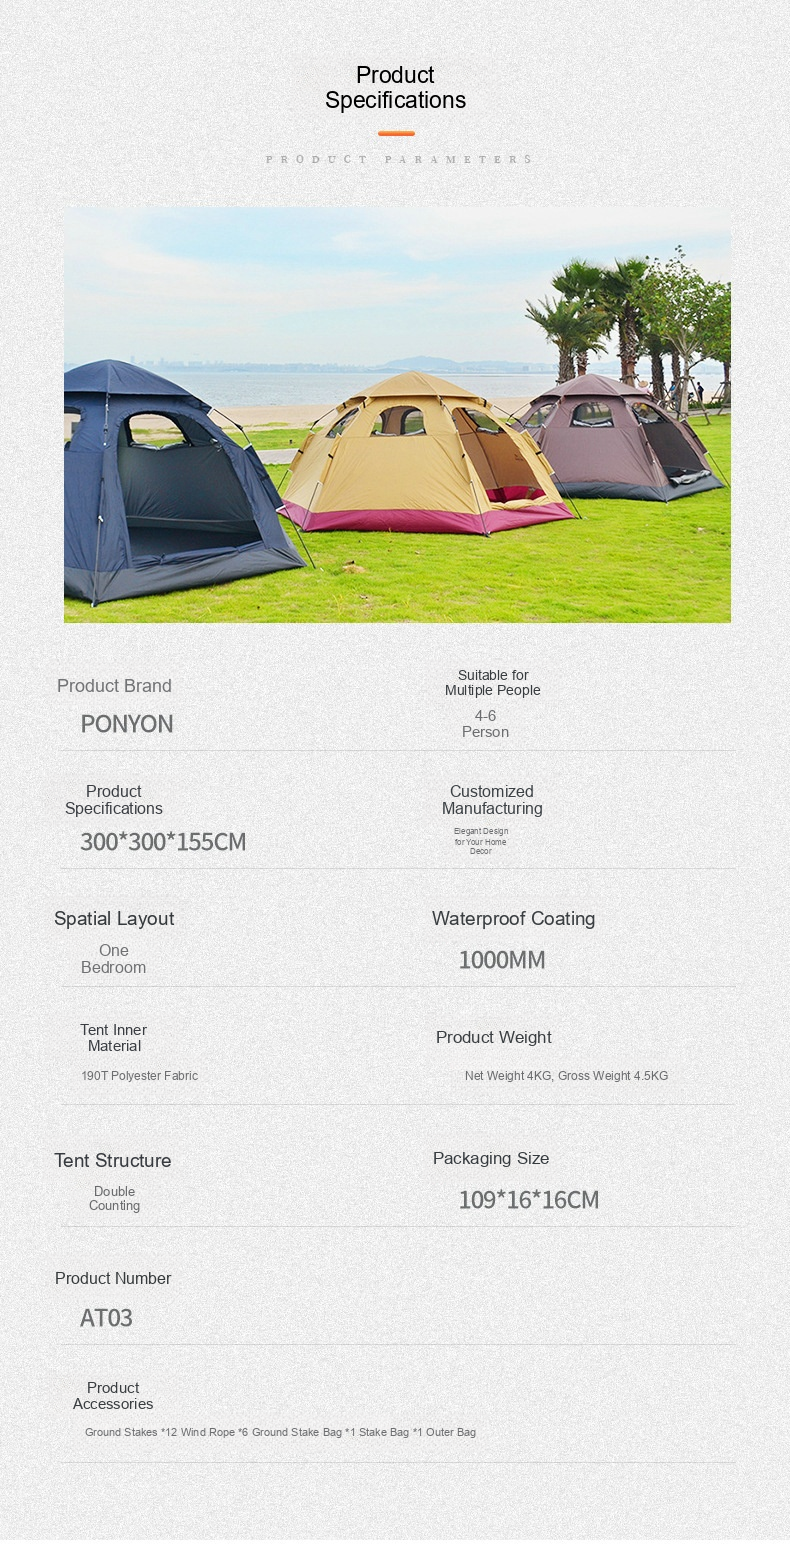 Product
Specifications
PRODUCT PARAMETERS
Product Brand
PONYON
Suitable for
Multiple People
4-6
Person
Product
Specifications
300*300*155CM
Customized
Manufacturing
Elegant Design
for Your Home
Decor
Spatial Layout
One
Bedroom
Waterproof Coating
1000MM
Tent Inner
Material
190T Polyester Fabric
Product Weight
Net Weight 4KG, Gross Weight 4.5KG
Tent Structure
Double
Counting
Packaging Size
109*16*16CM
Product Number
AT03
Product
Accessories
Ground Stakes *12 Wind Rope *6 Ground Stake Bag *1 Stake Bag *1 Outer Bag